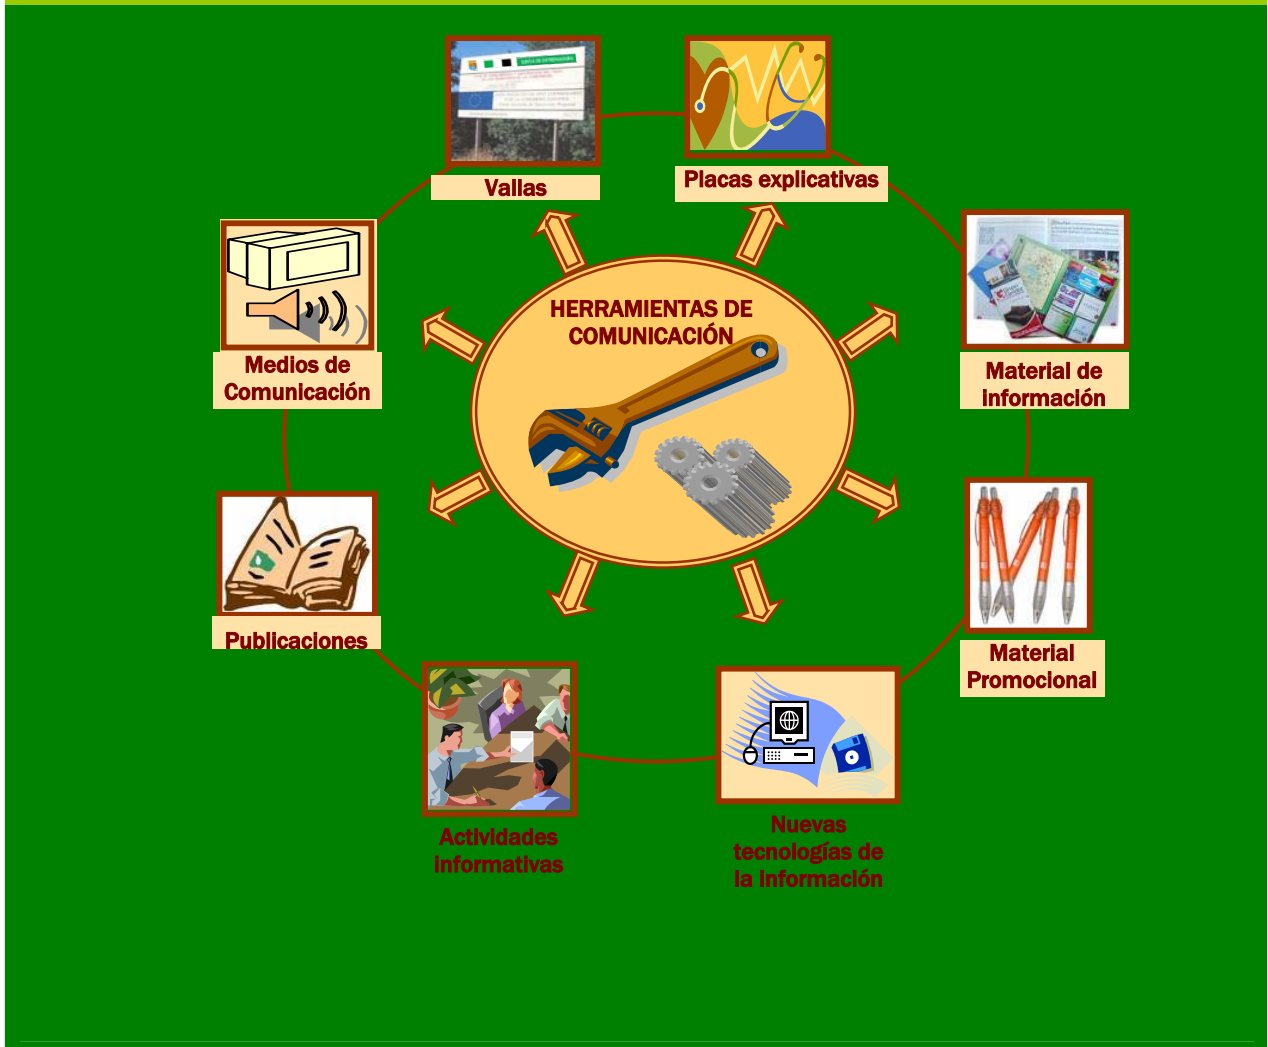 Vallas
Placas explicativas
HERRAMIENTAS DE
COMUNICACIÓN
Medios de
Comunicación
Material de
información
Publicaciones
Material
Promocional
Actividades
informativas
Nuevas
tecnologías de
la información